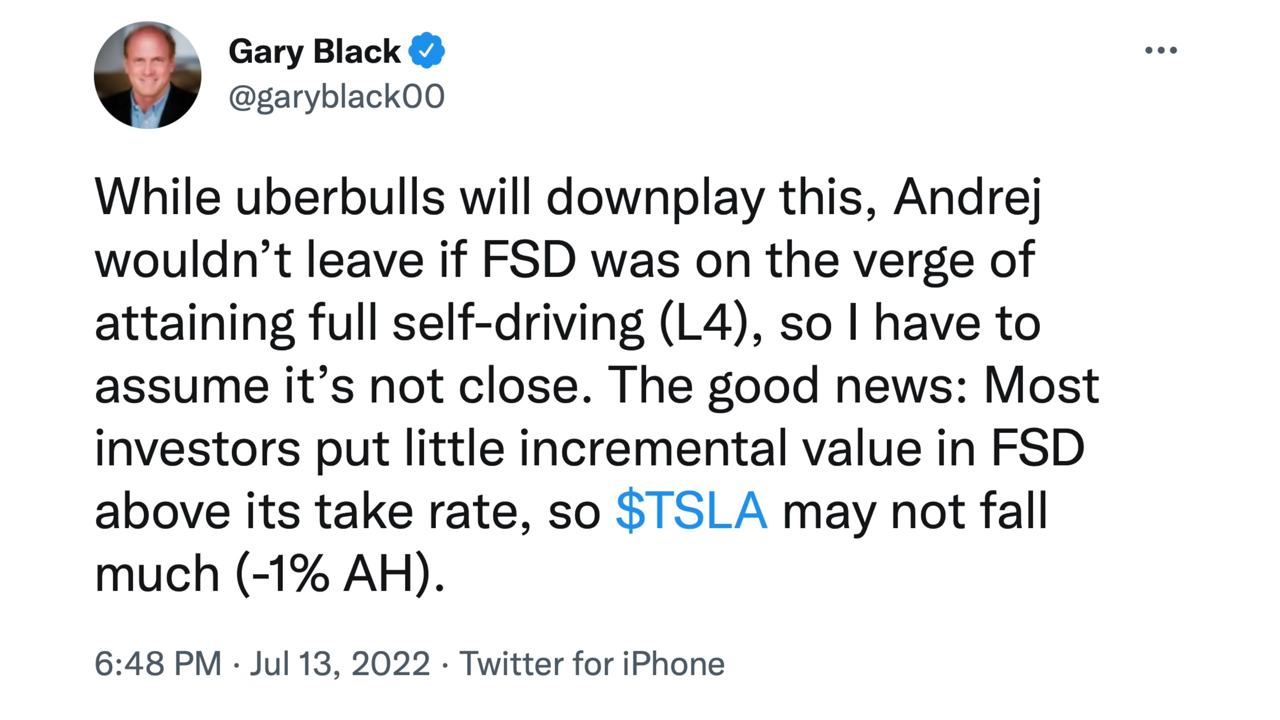 Gary Black
@garyblack00
While uberbulls will downplay this, Andrej
wouldn’t leave if FSD was on the verge of
attaining full self-driving (L4), so I have to
assume it’s not close. The good news: Most
investors put little incremental value in FSD
above its take rate, so $TSLA may not fall
much (-1% AH).
6:48 PM · Jul 13, 2022 · Twitter for iPhone